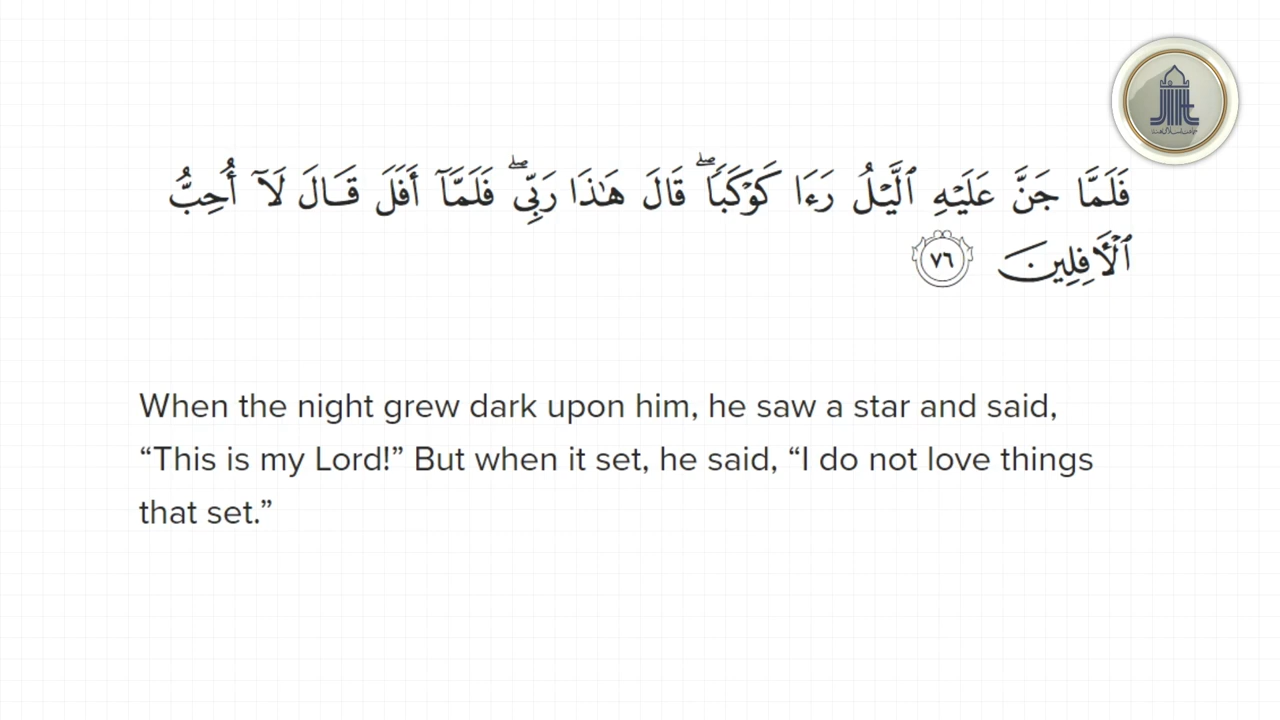 فَلَمَّا جَنَّ عَلَيْهِ ٱلَّيْلُ رَءَا كَوْكَبًۭا ۖ قَالَ هَـٰذَا رَبِّى ۖ فَلَمَّآ أَفَلَ قَالَ لَآ أُحِبُّ
ٱلْـَٔافِلِينَ ٧٦
When the night grew dark upon him, he saw a star and said,
“This is my Lord!” But when it set, he said, “I do not love things
that set.”